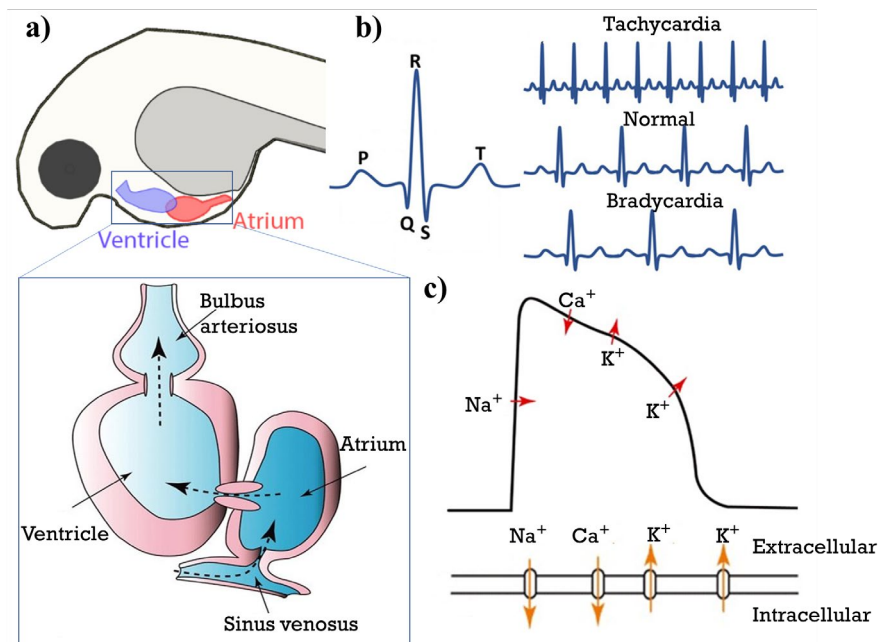 a)
Ventricle
Atrium
Bulbus
arteriosus
Atrium
Ventricle
Sinus venosus
b)
R
P
T
Q
S
Tachycardia
Normal
Bradycardia
c)
Ca⁺
K⁺
Na⁺
K⁺
Na⁺ Ca⁺ K⁺ K⁺
Extracellular
Intracellular